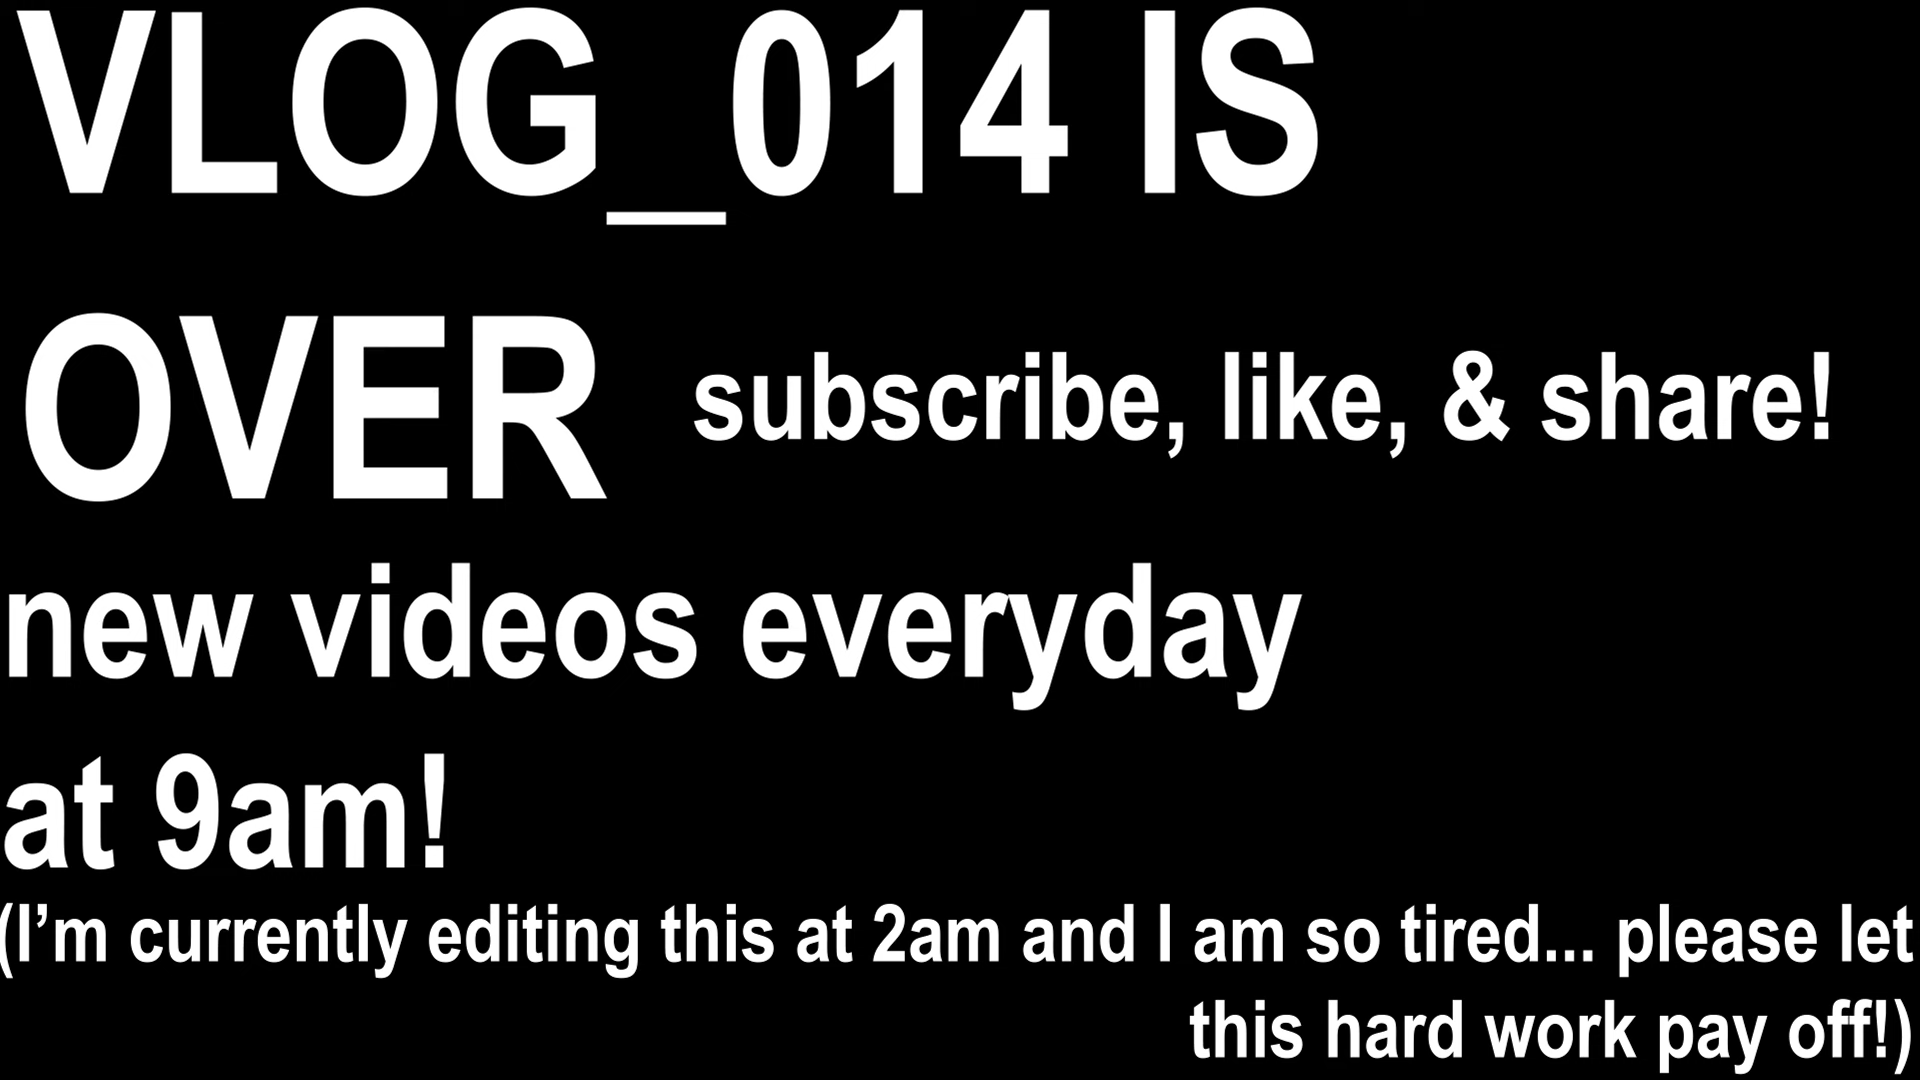 VLOG_014 IS
OVER subscribe, like, & share!
new videos everyday
at 9am!
(I’m currently editing this at 2am and I am so tired... please let
this hard work pay off!)